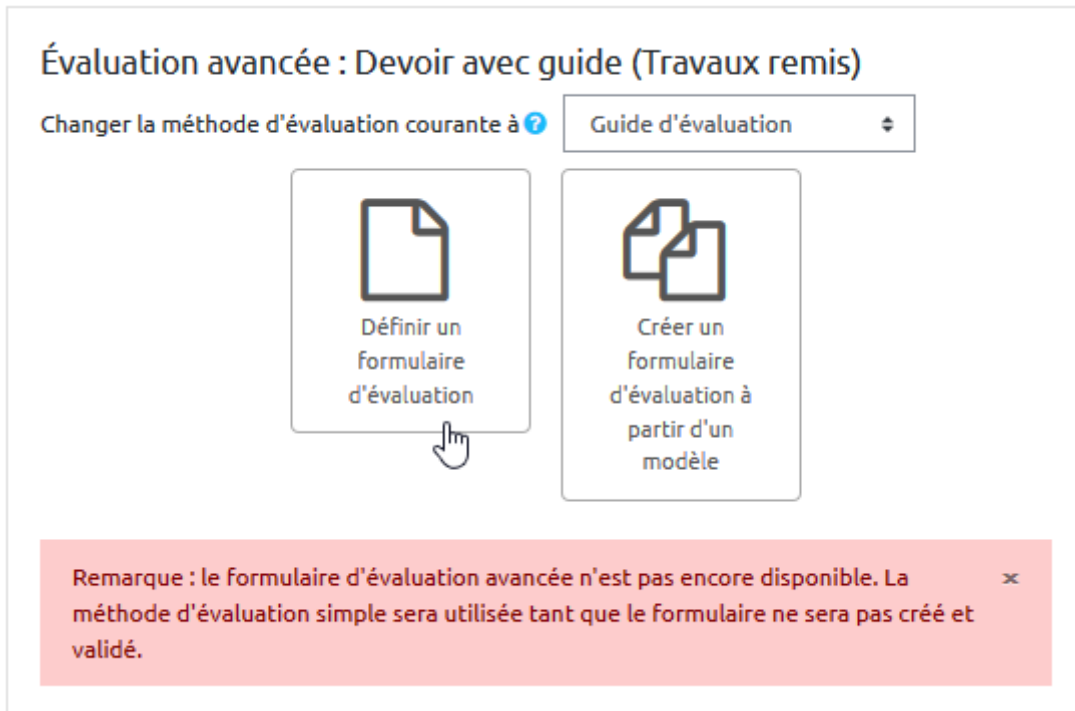 Évaluation avancée : Devoir avec guide (Travaux remis)
Changer la méthode d'évaluation courante à ? Guide d'évaluation
Définir un
formulaire
d'évaluation
Créer un
formulaire
d'évaluation à
partir d'un
modèle
Remarque : le formulaire d'évaluation avancée n'est pas encore disponible. La
méthode d'évaluation simple sera utilisée tant que le formulaire ne sera pas créé et
validé.